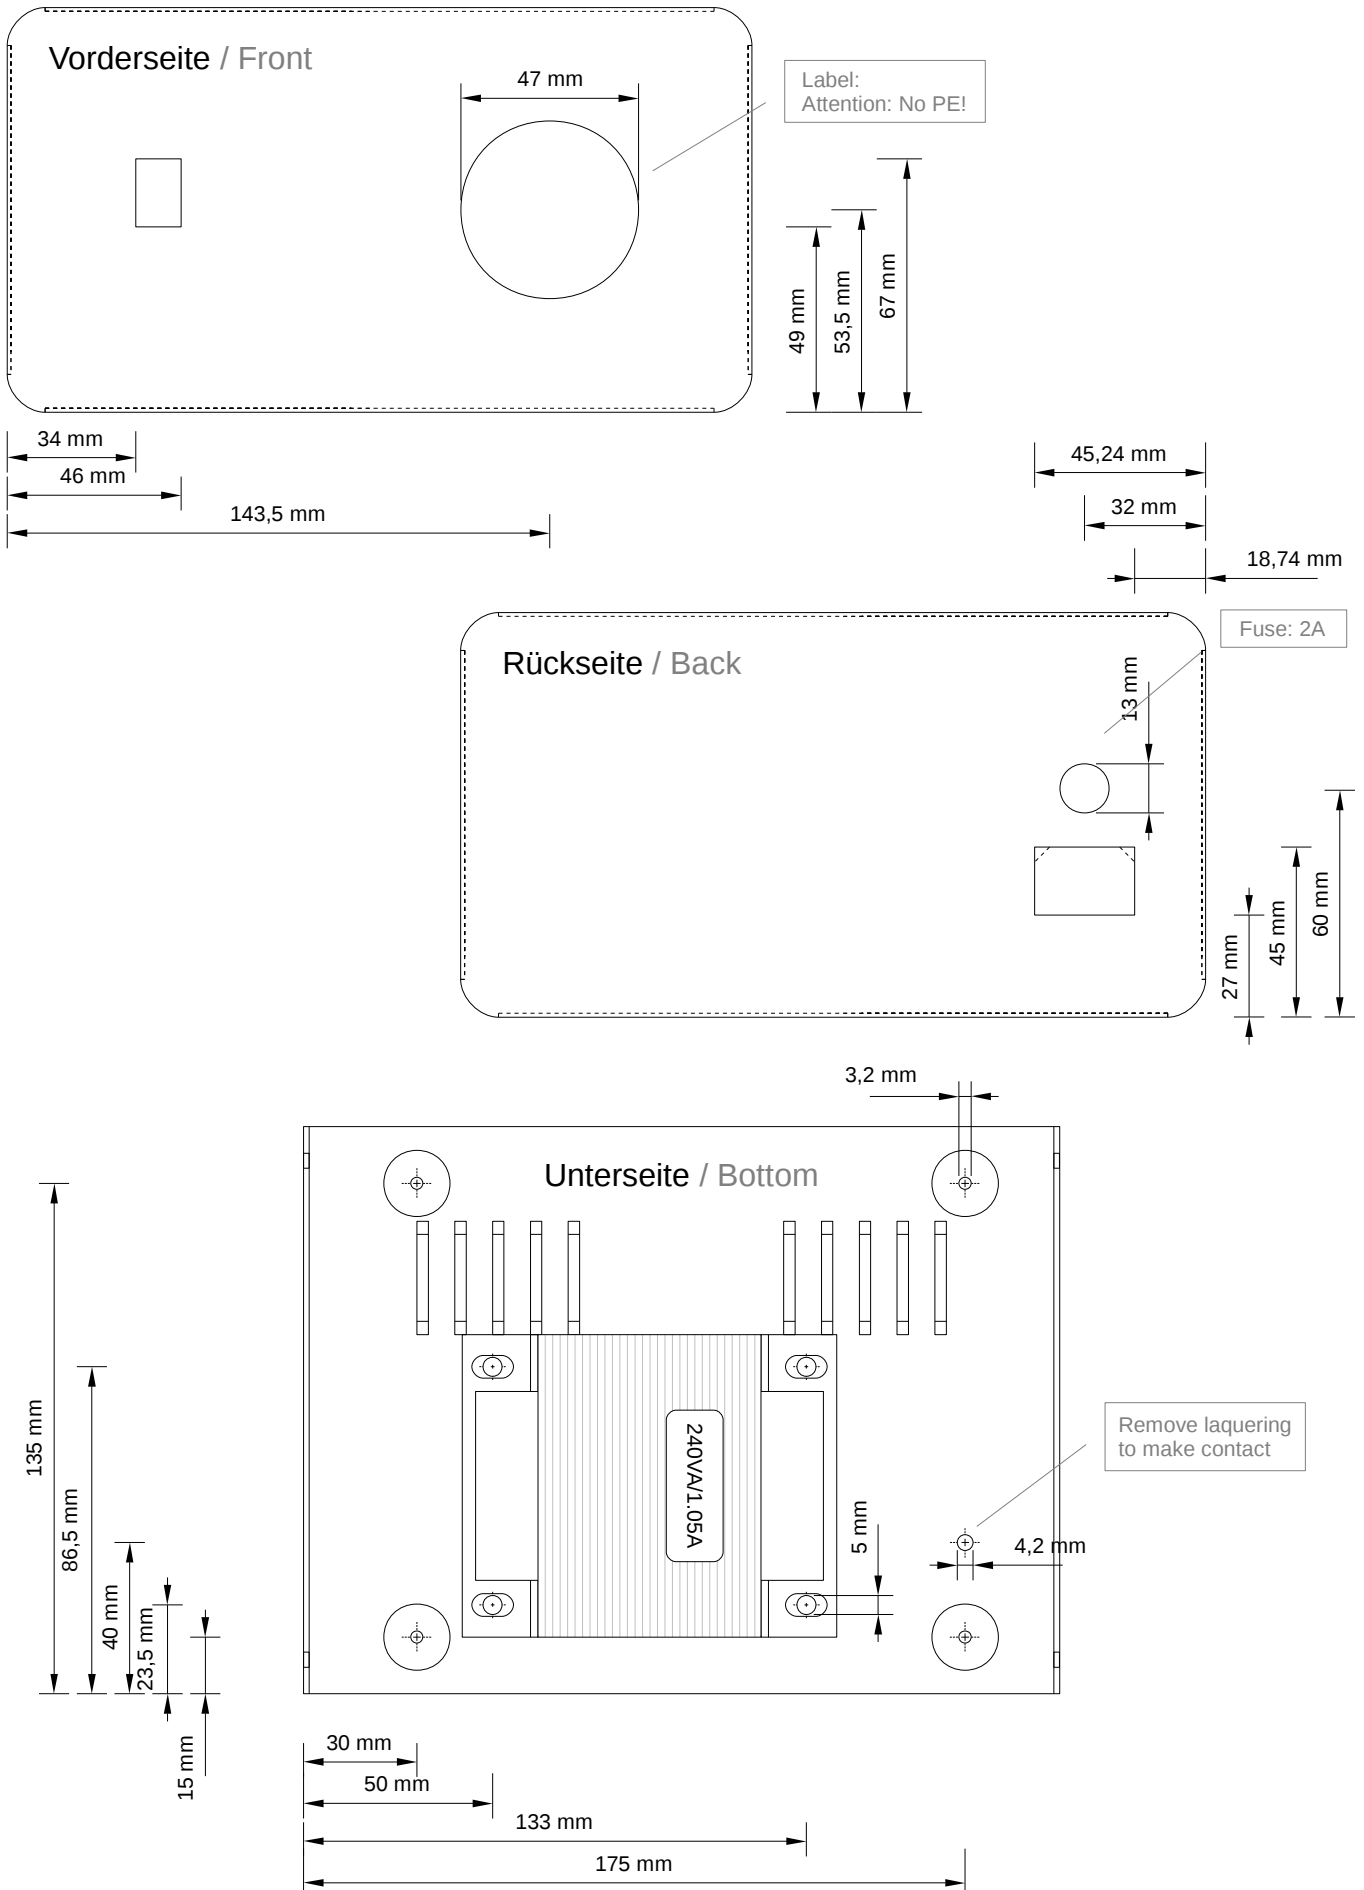 Vorderseite / Front
47 mm
Label:
Attention: No PE!
49 mm
53,5 mm
67 mm
34 mm
46 mm
143,5 mm
45,24 mm
32 mm
18,74 mm
Fuse: 2A
Rückseite / Back
13 mm
27 mm
45 mm
60 mm
3,2 mm
Unterseite / Bottom
135 mm
86,5 mm
40 mm
23,5 mm
15 mm
240VA/1.05A
5 mm
Remove laquering
to make contact
4,2 mm
30 mm
50 mm
133 mm
175 mm